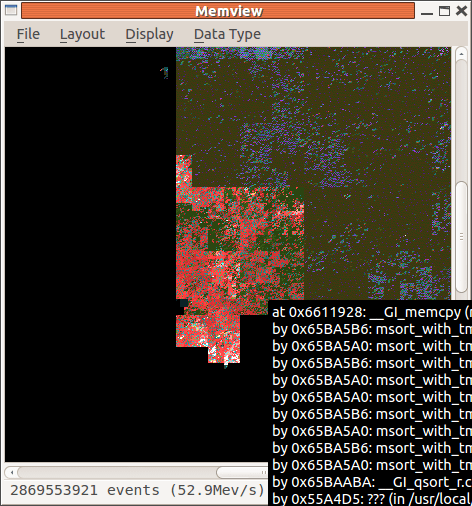 Memview
File Layout Display Data Type
at 0x6611928: __GI_memcpy (
by 0x65BA5B6: msort_with_tm
by 0x65BA5A0: msort_with_tm
by 0x65BA5B6: msort_with_tm
by 0x65BA5A0: msort_with_tm
by 0x65BA5A0: msort_with_tm
by 0x65BA5B6: msort_with_tm
by 0x65BA5A0: msort_with_tm
by 0x65BA5B6: msort_with_tm
by 0x65BA5A0: msort_with_tm
by 0x65BAABA: __GI_qsort_r.c
by 0x55A4D5: ??? (in /usr/local
2869553921 events (52.9Mev/s)